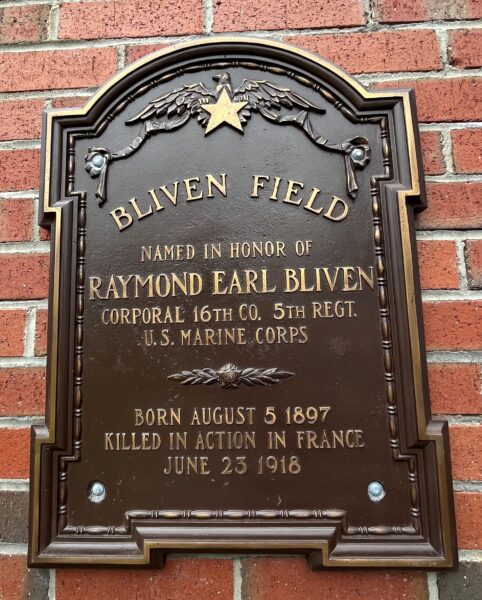 BLIVEN FIELD
NAMED IN HONOR OF
RAYMOND EARL BLIVEN
CORPORAL 16TH CO. 5TH REGT.
U.S. MARINE CORPS
BORN AUGUST 5 1897
KILLED IN ACTION IN FRANCE
JUNE 23 1918